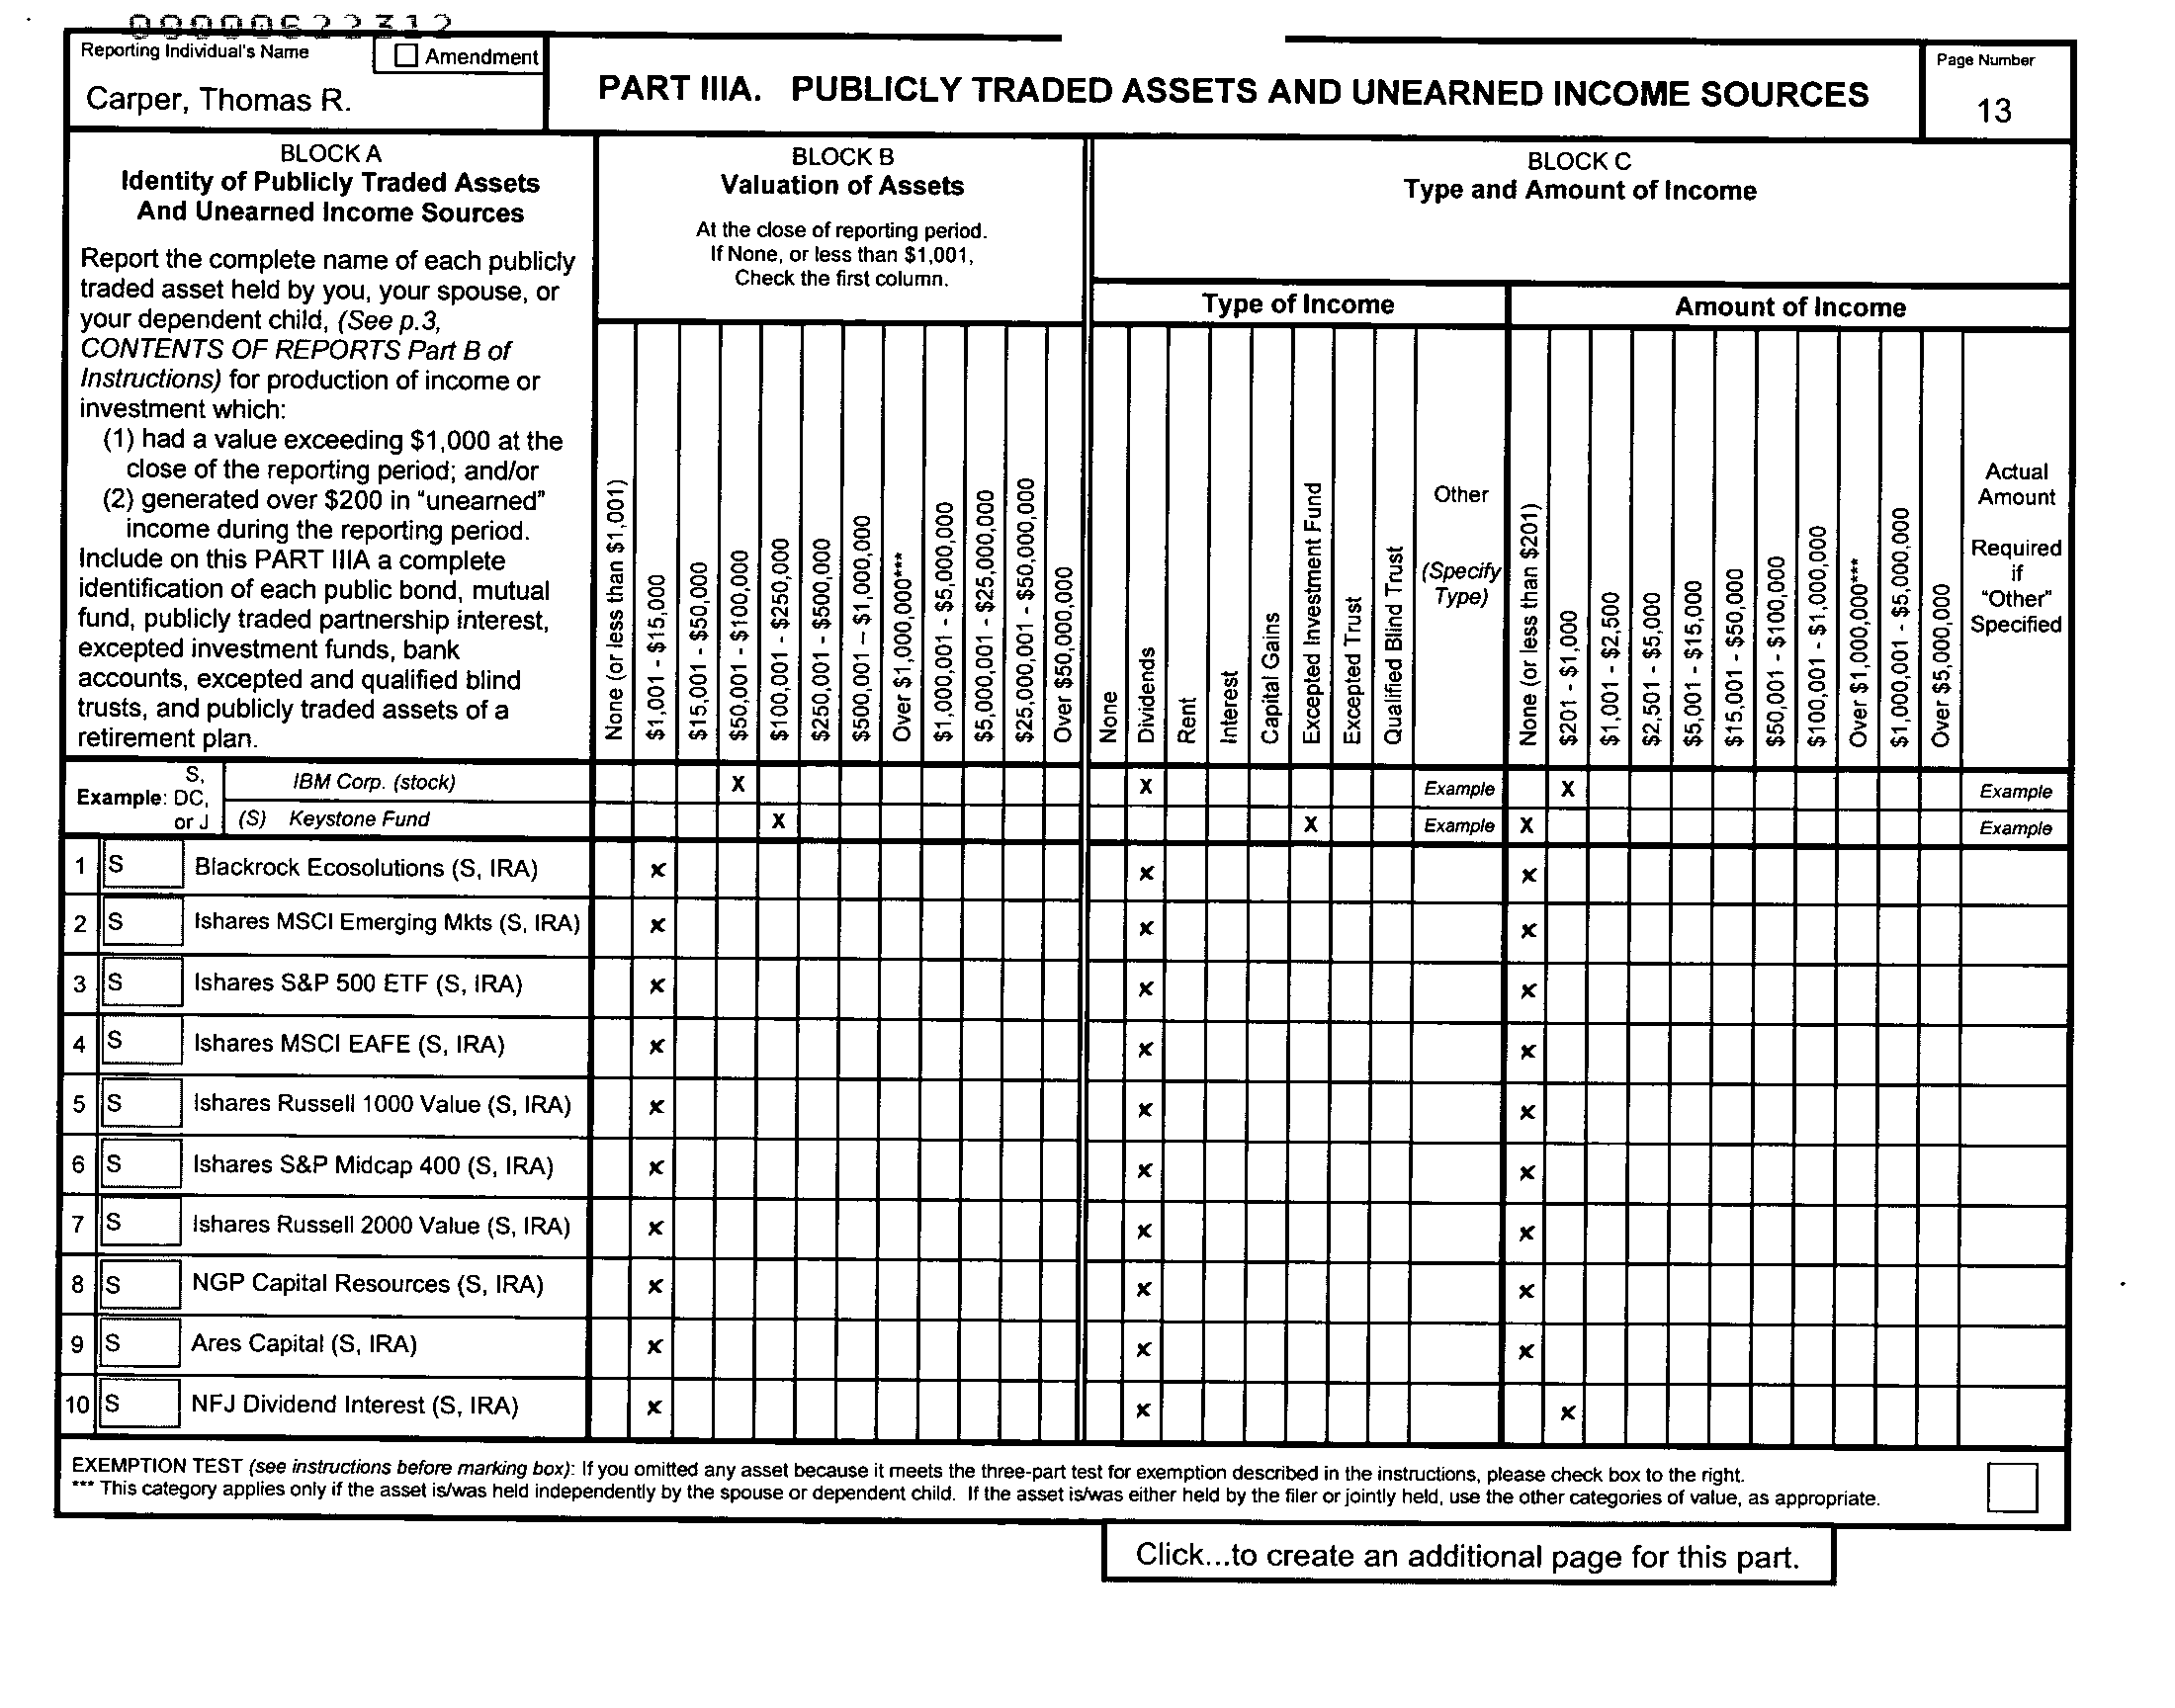 00000622312
Reporting Individual's Name
Amendment
Carper, Thomas R.
PART IIIA. PUBLICLY TRADED ASSETS AND UNEARNED INCOME SOURCES
Page Number
13
BLOCK A
Identity of Publicly Traded Assets
And Unearned Income Sources
Report the complete name of each publicly
traded asset held by you, your spouse, or
your dependent child, (See p.3,
CONTENTS OF REPORTS Part B of
Instructions) for production of income or
investment which:
(1) had a value exceeding $1,000 at the
close of the reporting period; and/or
(2) generated over $200 in "unearned"
income during the reporting period.
Include on this PART IIIA a complete
identification of each public bond, mutual
fund, publicly traded partnership interest,
excepted investment funds, bank
accounts, excepted and qualified blind
trusts, and publicly traded assets of a
retirement plan.
BLOCK B
Valuation of Assets
At the close of reporting period.
If None, or less than $1,001,
Check the first column.
None (or less than $1,001)
$1,001 - $15,000
$15,001 - $50,000
$50,001 - $100,000
$100,001 - $250,000
$250,001 - $500,000
$500,001 – $1,000,000
Over $1,000,000***
$1,000,001 - $5,000,000
$5,000,001 - $25,000,000
$25,000,001 - $50,000,000
Over $50,000,000
BLOCK C
Type and Amount of Income
Type of Income
None
Dividends
Rent
Interest
Capital Gains
Excepted Investment Fund
Excepted Trust
Qualified Blind Trust
Other
(Specify
Type)
Amount of Income
None (or less than $201)
$201 - $1,000
$1,001 - $2,500
$2,501 - $5,000
$5,001 - $15,000
$15,001 - $50,000
$50,001 - $100,000
$100,001 - $1,000,000
Over $1,000,000***
$1,000,001 - $5,000,000
Over $5,000,000
Actual
Amount
Required
if
"Other"
Specified
Example: S, DC, or J
IBM Corp. (stock) X X Example X Example
(S) Keystone Fund X X Example X Example
1 S Blackrock Ecosolutions (S, IRA) x x x
2 S Ishares MSCI Emerging Mkts (S, IRA) x x x
3 S Ishares S&P 500 ETF (S, IRA) x x x
4 S Ishares MSCI EAFE (S, IRA) x x x
5 S Ishares Russell 1000 Value (S, IRA) x x x
6 S Ishares S&P Midcap 400 (S, IRA) x x x
7 S Ishares Russell 2000 Value (S, IRA) x x x
8 S NGP Capital Resources (S, IRA) x x x
9 S Ares Capital (S, IRA) x x x
10 S NFJ Dividend Interest (S, IRA) x x x
EXEMPTION TEST (see instructions before marking box): If you omitted any asset because it meets the three-part test for exemption described in the instructions, please check box to the right.
*** This category applies only if the asset is/was held independently by the spouse or dependent child. If the asset is/was either held by the filer or jointly held, use the other categories of value, as appropriate.
Click...to create an additional page for this part.